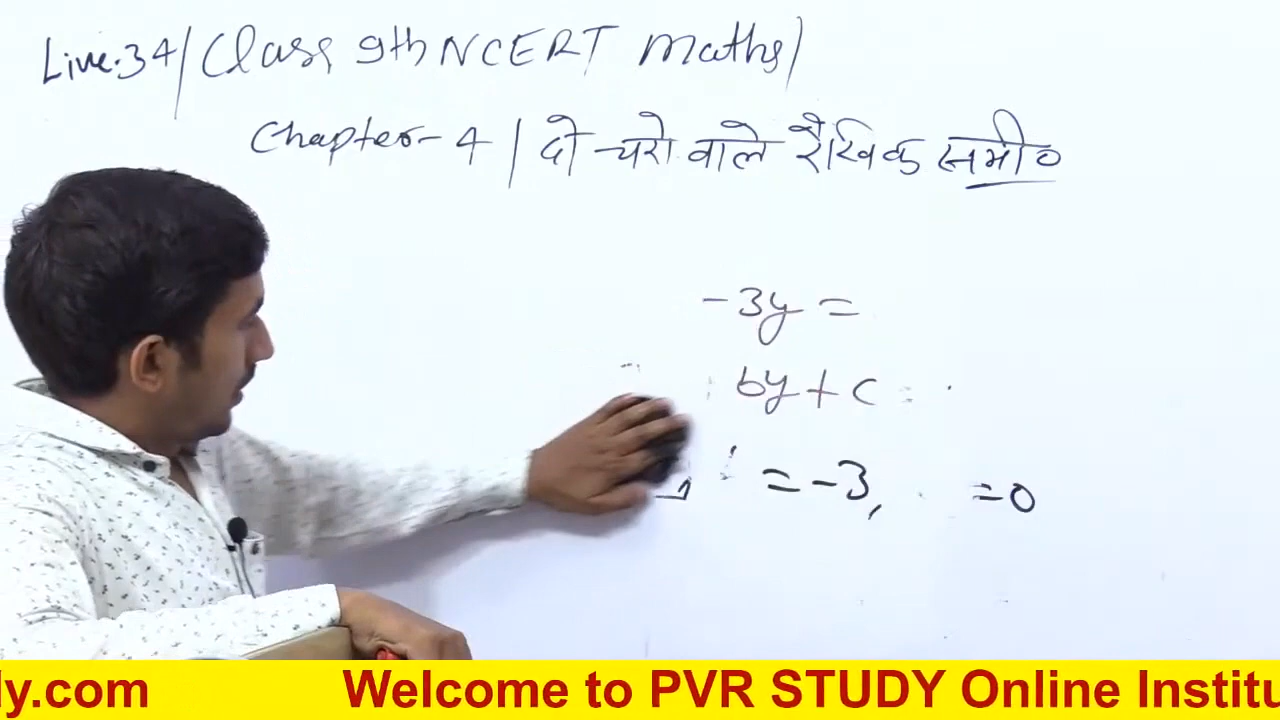 Live.34/Class 9th NCERT Maths/
Chapter-4/दो चरो वाले रैखिक समी०
-3y =
by+c
=-3, =0
ly.com Welcome to PVR STUDY Online Institu